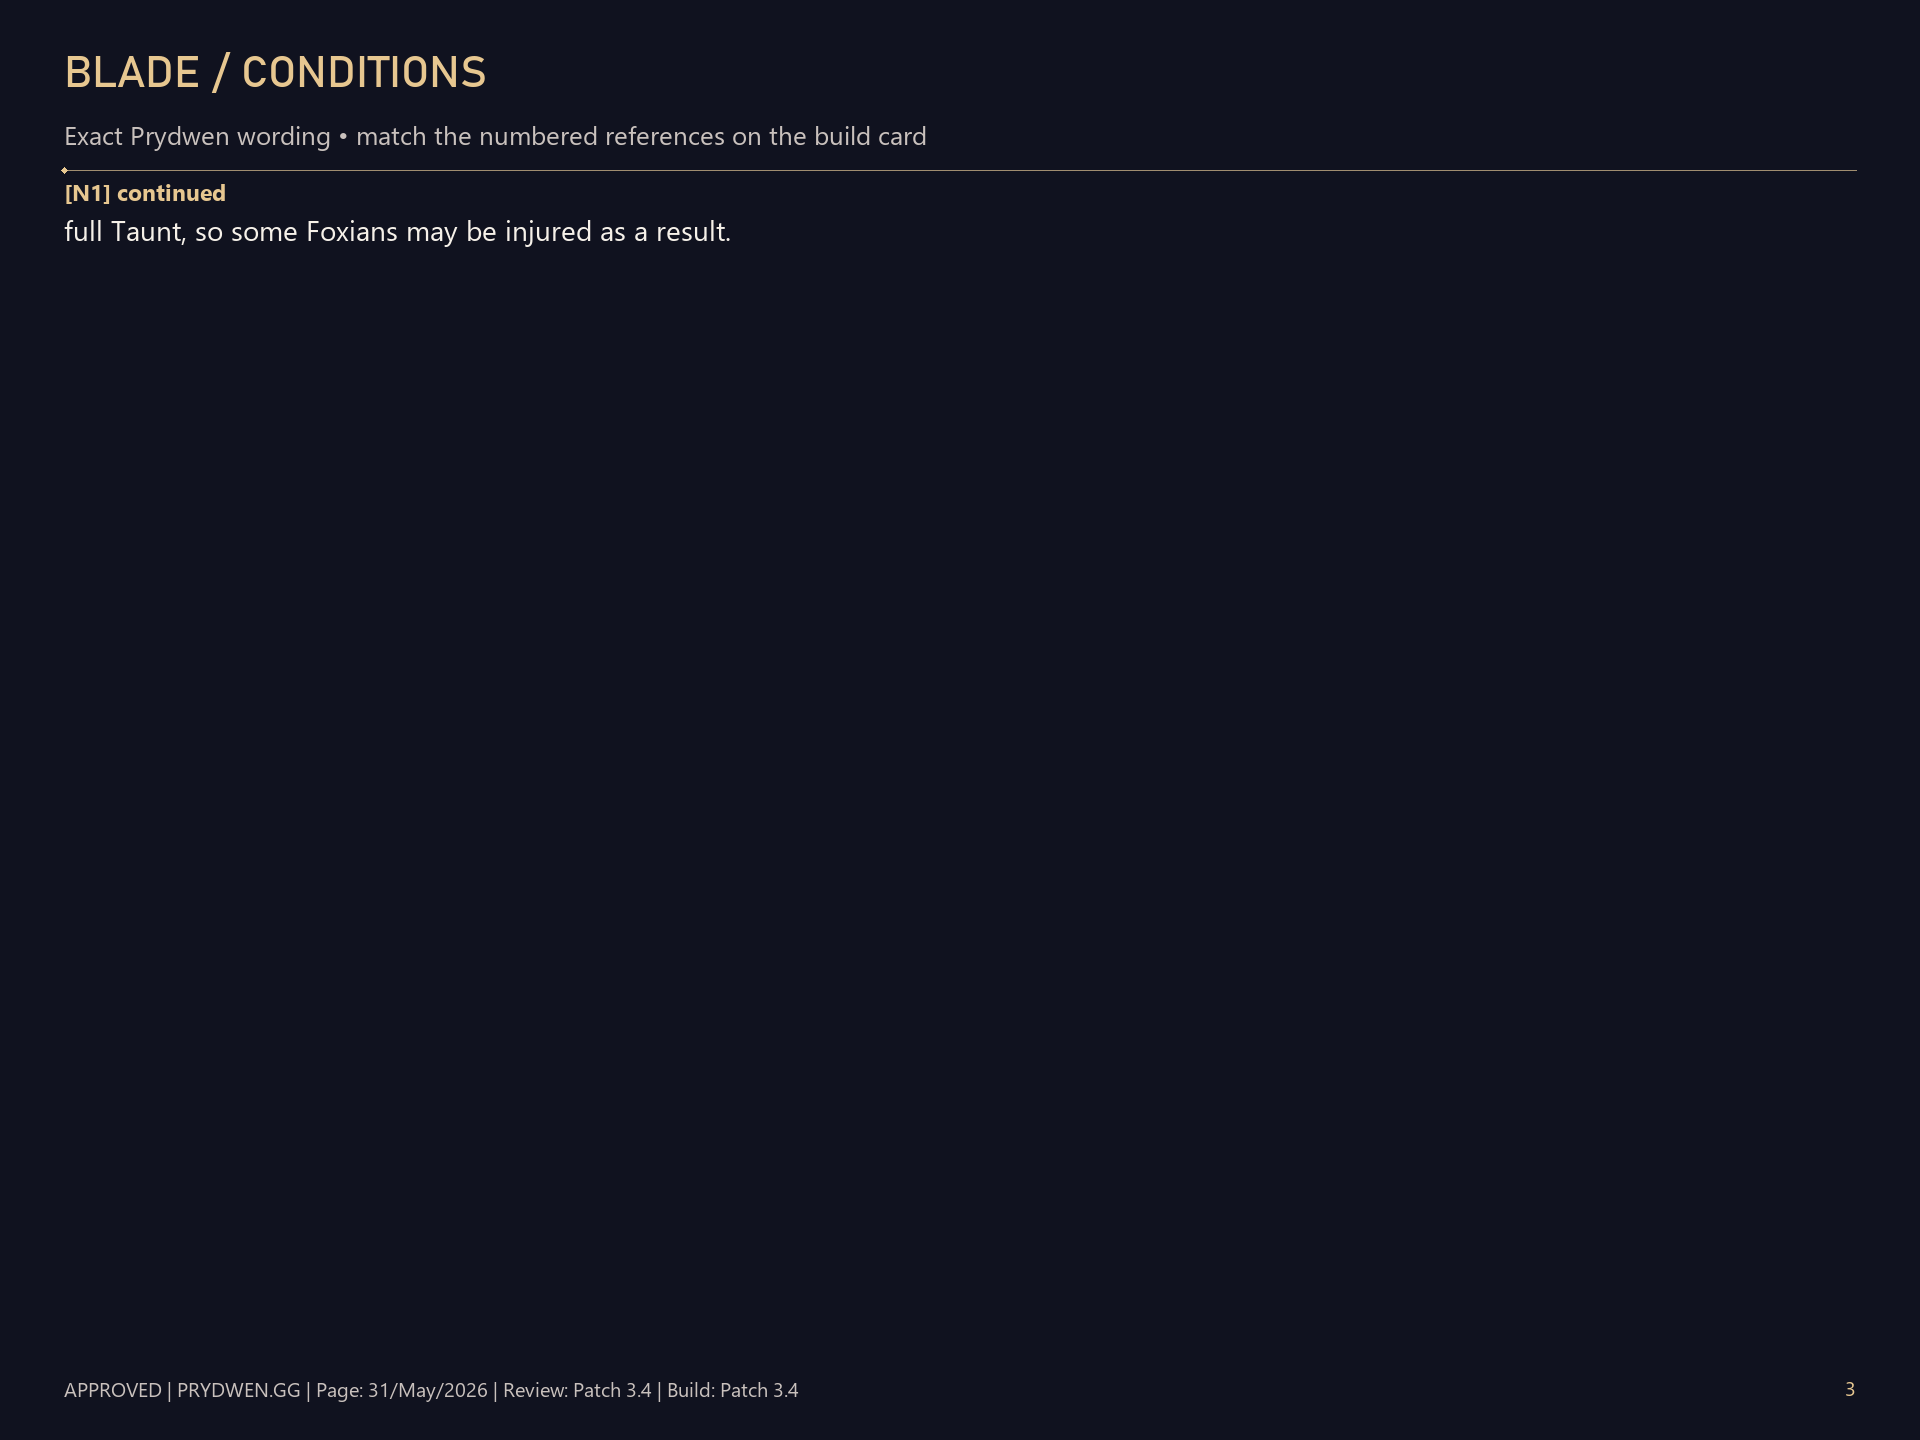 BLADE / CONDITIONS
Exact Prydwen wording • match the numbered references on the build card
[N1] continued
full Taunt, so some Foxians may be injured as a result.
APPROVED | PRYDWEN.GG | Page: 31/May/2026 | Review: Patch 3.4 | Build: Patch 3.4
3